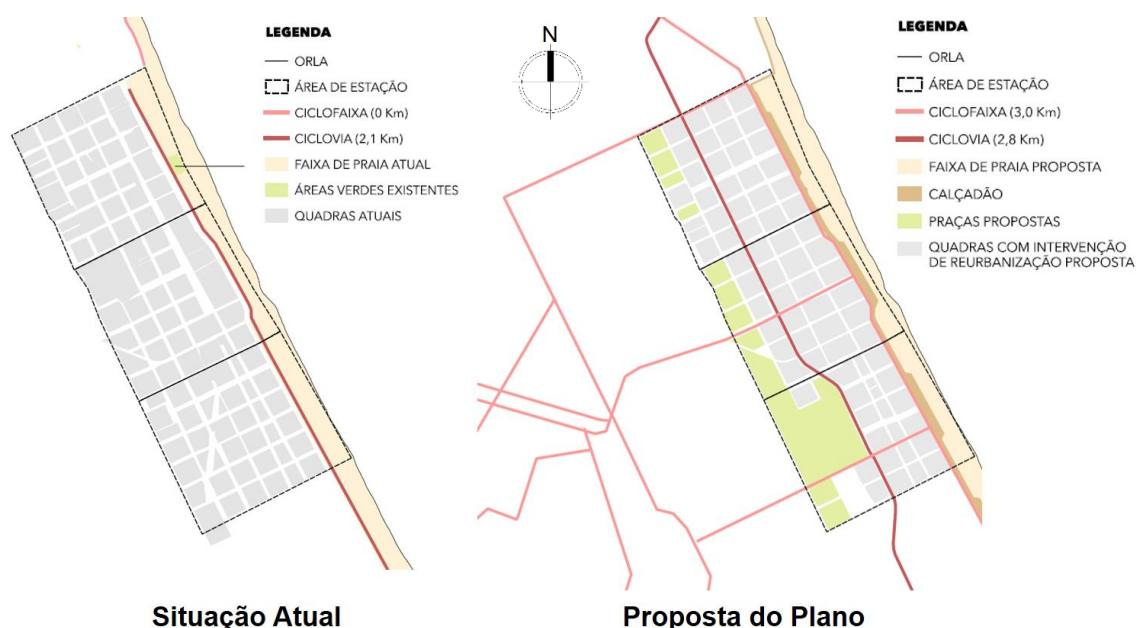 LEGENDA
ORLA
ÁREA DE ESTAÇÃO
CICLOFAIXA (0 Km)
CICLOVIA (2,1 Km)
FAIXA DE PRAIA ATUAL
ÁREAS VERDES EXISTENTES
QUADRAS ATUAIS
N
LEGENDA
ORLA
ÁREA DE ESTAÇÃO
CICLOFAIXA (3,0 Km)
CICLOVIA (2,8 Km)
FAIXA DE PRAIA PROPOSTA
CALÇADÃO
PRAÇAS PROPOSTAS
QUADRAS COM INTERVENÇÃO
DE REURBANIZAÇÃO PROPOSTA
Situação Atual
Proposta do Plano